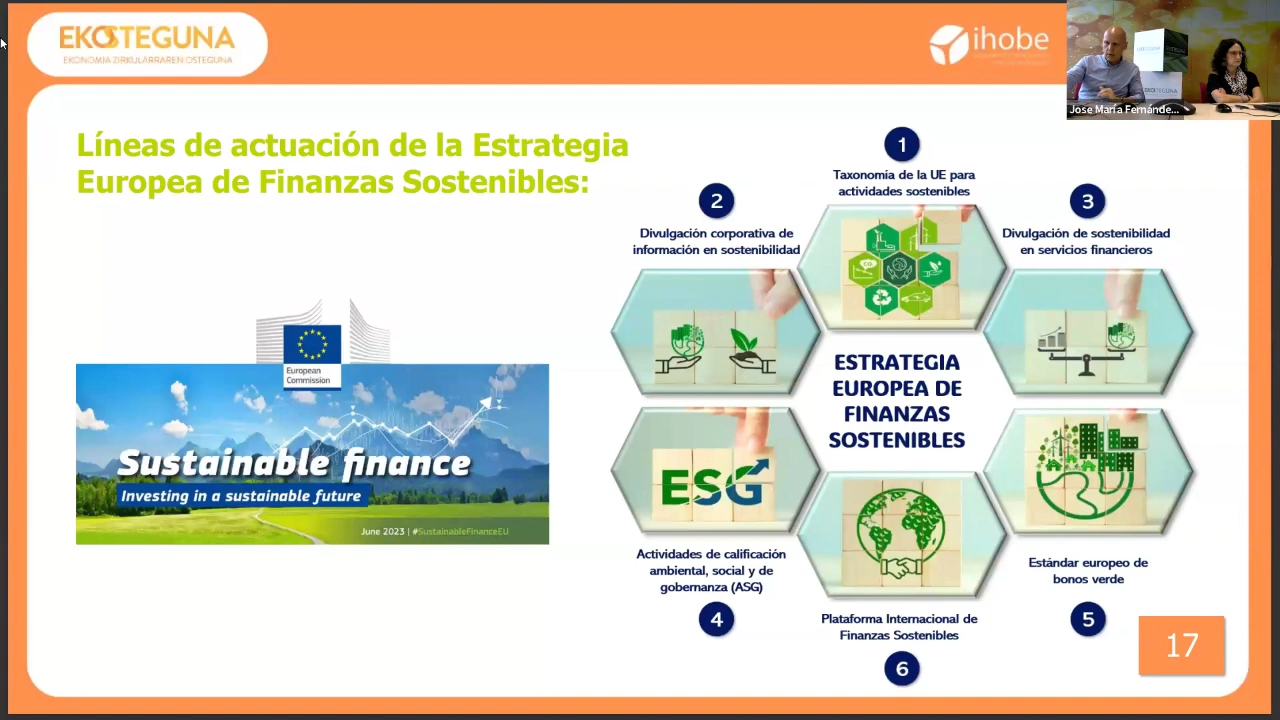 EKOSTEGUNA
EKONOMIA ZIRKULARRAREN OSTEGUNA
ihobe
Jose María Fernánde...
Líneas de actuación de la Estrategia
Europea de Finanzas Sostenibles:
1
Taxonomía de la UE para
actividades sostenibles
2
Divulgación corporativa de
información en sostenibilidad
3
Divulgación de sostenibilidad
en servicios financieros
European
Commission
Sustainable finance
Investing in a sustainable future
June 2023 | #SustainableFinanceEU
ESTRATEGIA
EUROPEA DE
FINANZAS
SOSTENIBLES
ESG
Actividades de calificación
ambiental, social y de
gobernanza (ASG)
4
Estándar europeo de
bonos verde
5
Plataforma Internacional de
Finanzas Sostenibles
6
17